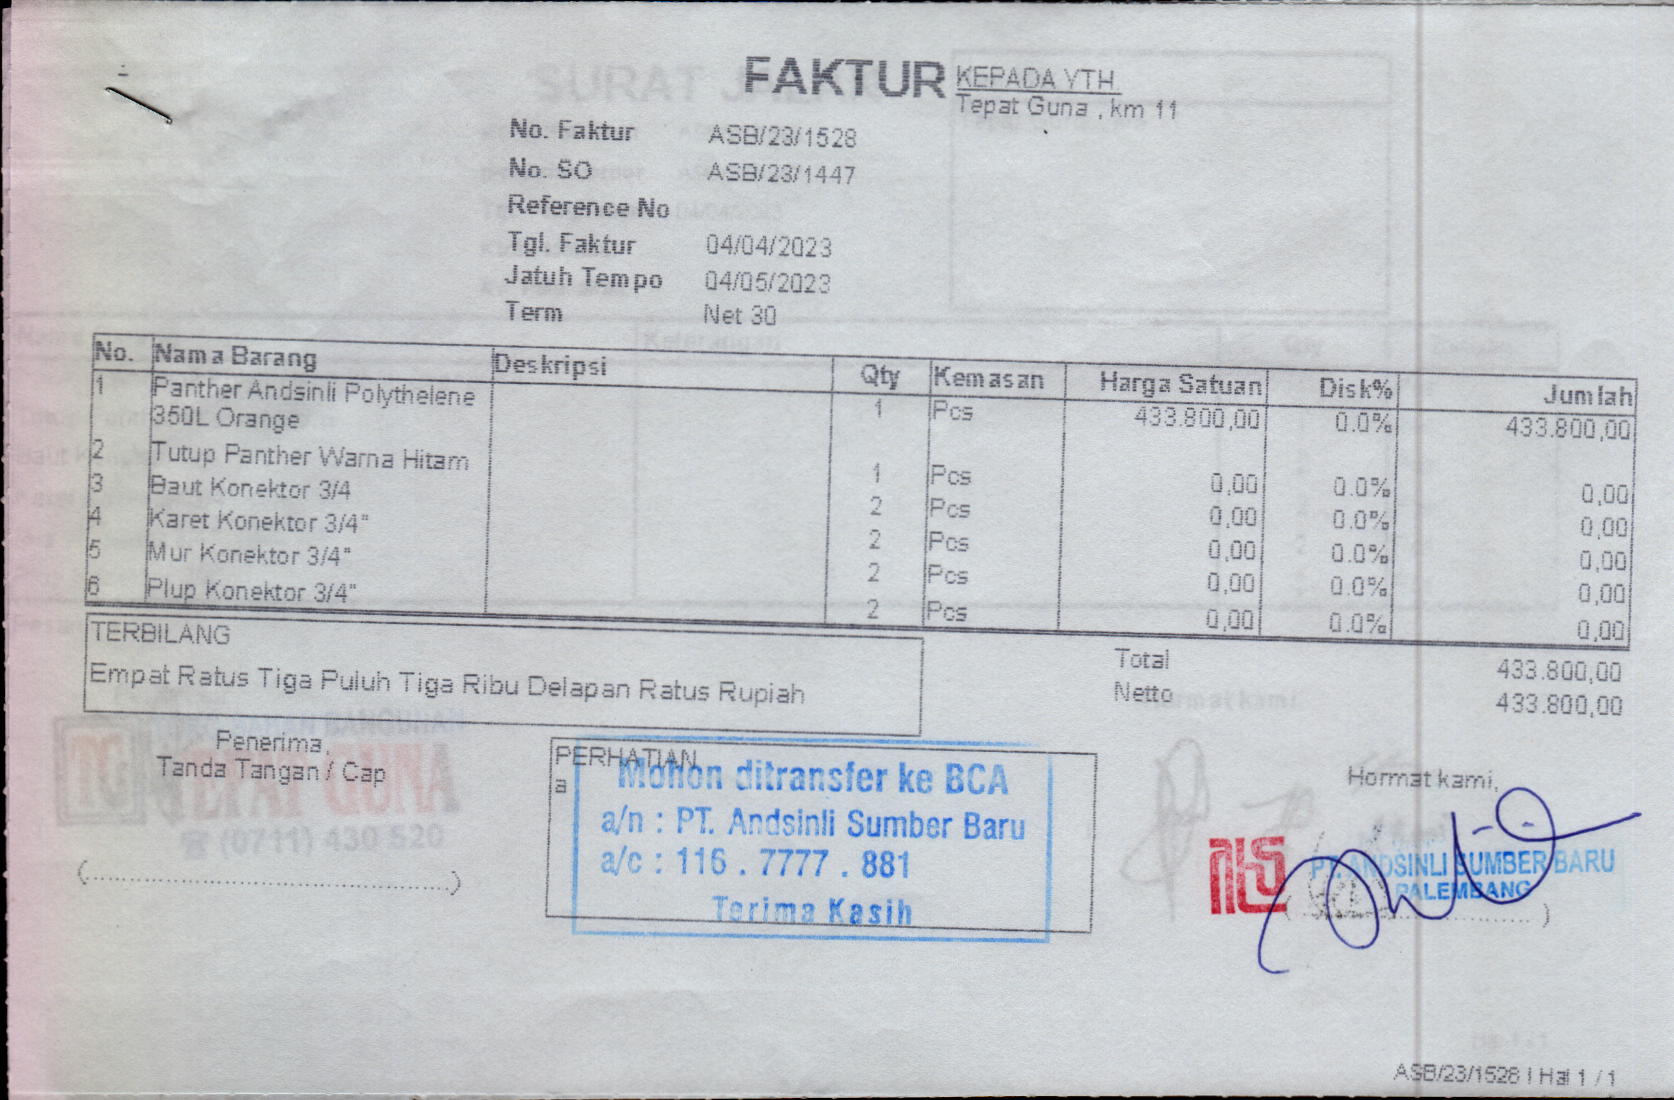 FAKTUR
KEPADA YTH
Tepat Guna , km 11
No. Faktur ASB/23/1528
No. SO ASB/23/1447
Reference No
Tgl. Faktur 04/04/2023
Jatuh Tempo 04/05/2023
Term Net 30
No. Nama Barang Deskripsi Qty Kemasan Harga Satuan Disk% Jumlah
1 Panther Andsinli Polythelene 1 Pcs 433.800,00 0.0% 433.800,00
350L Orange
2 Tutup Panther Warna Hitam 1 Pcs 0,00 0.0% 0,00
3 Baut Konektor 3/4 2 Pcs 0,00 0.0% 0,00
4 Karet Konektor 3/4" 2 Pcs 0,00 0.0% 0,00
5 Mur Konektor 3/4" 2 Pcs 0,00 0.0% 0,00
6 Plup Konektor 3/4" 2 Pcs 0,00 0.0% 0,00
TERBILANG
Empat Ratus Tiga Puluh Tiga Ribu Delapan Ratus Rupiah
Total 433.800,00
Netto 433.800,00
Penerima,
Tanda Tangan / Cap
TEPAT GUNA
(0711) 430 520
PERHATIAN
a
Mohon ditransfer ke BCA
a/n : PT. Andsinli Sumber Baru
a/c : 116 . 7777 . 881
Terima Kasih
Hormat kami,
PT. ANDSINLI SUMBER BARU
PALEMBANG
ASB/23/1528 | Hal 1 / 1